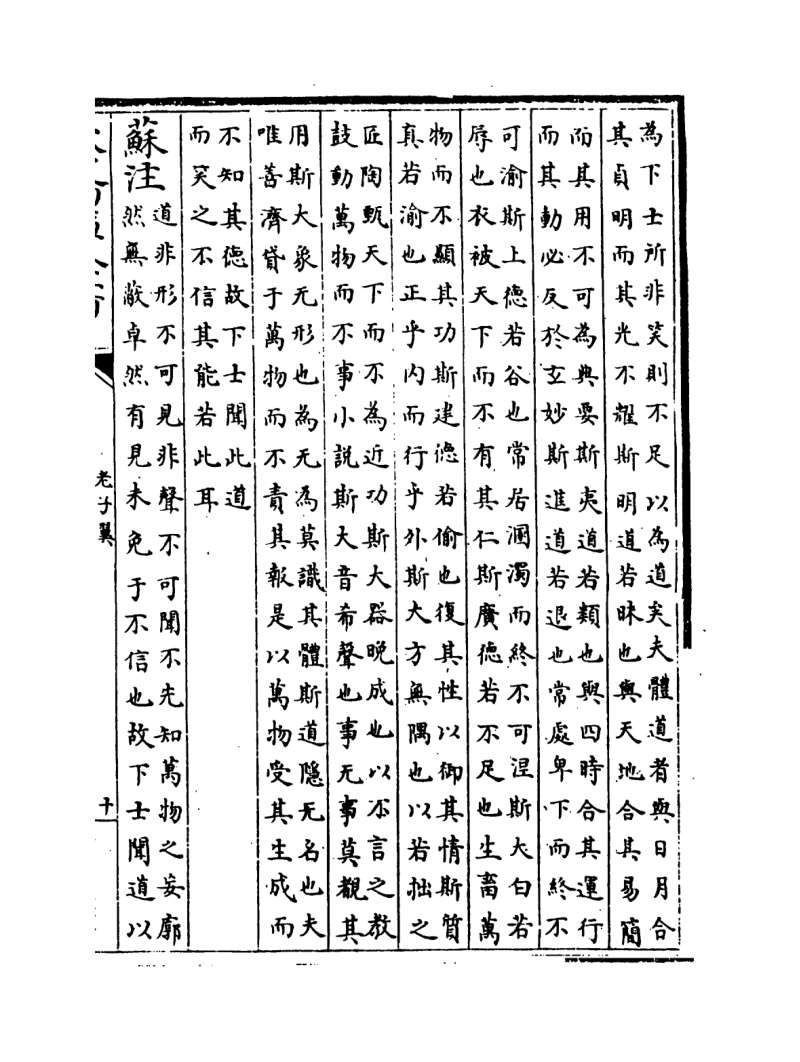 為下士所非笑則不足以為道矣夫體道者與日月合
其貞明而其光不耀斯明道若昧也與天地合其易簡
而其用不可為典要斯夷道若類也與四時合其運行
而其動必反於玄妙斯進道若退也常處卑下而終不
可渝斯上德若谷也常居溷濁而終不可涅斯大白若
辱也衣被天下而不有其仁斯廣德若不足也生畜萬
物而不顯其功斯建德若偷也復其性以御其情斯質
真若渝也正乎内而行乎外斯大方無隅也以若拙之
匠陶甄天下而不為近功斯大器晚成也以不言之教
鼓動萬物而不事小說斯大音希聲也事无事莫覩其
用斯大象无形也為无為莫識其體斯道隱无名也夫
唯善濟貸于萬物而不責其報是以萬物受其生成而
不知其德故下士聞此道
而笑之不信其能若此耳
蘇注道非形不可見非聲不可聞不先知萬物之妄廓
然無蔽卓然有見未免于不信也故下士聞道以
老子翼
十一